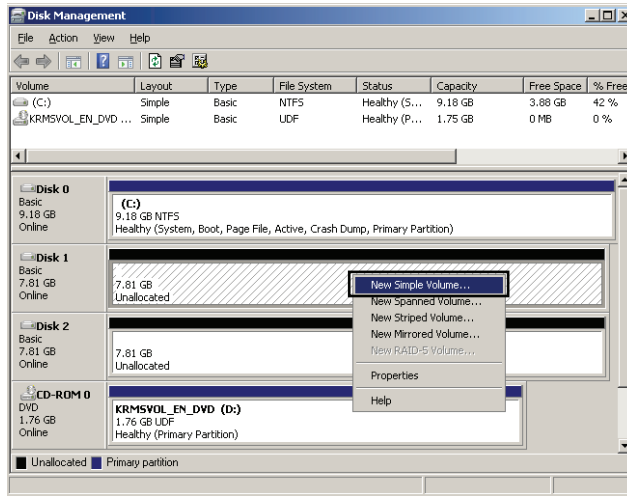 Disk Management
File Action View Help
Volume Layout Type File System Status Capacity Free Space % Free
(C:) Simple Basic NTFS Healthy (S... 9.18 GB 3.88 GB 42 %
KRMSVOL_EN_DVD ... Simple Basic UDF Healthy (P... 1.75 GB 0 MB 0 %
Disk 0
Basic
9.18 GB
Online
(C:)
9.18 GB NTFS
Healthy (System, Boot, Page File, Active, Crash Dump, Primary Partition)
Disk 1
Basic
7.81 GB
Online
7.81 GB
Unallocated
New Simple Volume...
New Spanned Volume...
New Striped Volume...
New Mirrored Volume...
New RAID-5 Volume...
Properties
Help
Disk 2
Basic
7.81 GB
Online
7.81 GB
Unallocated
CD-ROM 0
DVD
1.76 GB
Online
KRMSVOL_EN_DVD (D:)
1.76 GB UDF
Healthy (Primary Partition)
Unallocated Primary partition